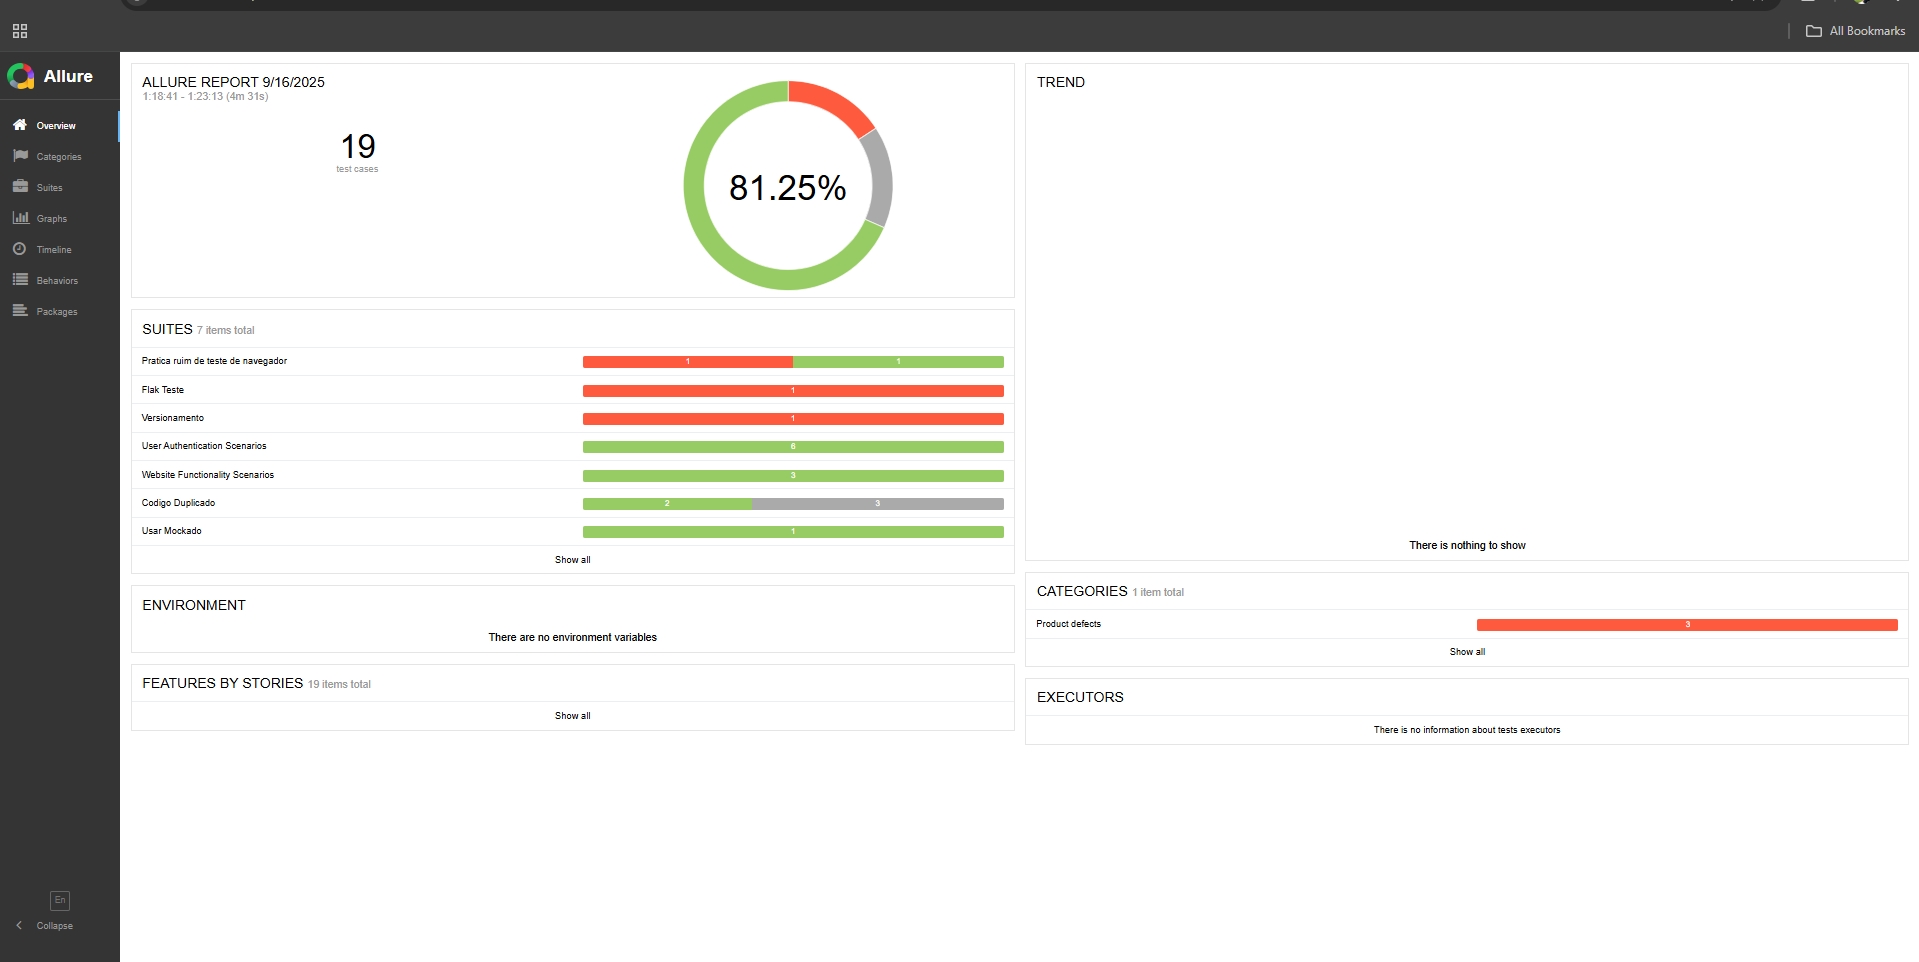 All Bookmarks
Allure
Overview
Categories
Suites
Graphs
Timeline
Behaviors
Packages
En
Collapse
ALLURE REPORT 9/16/2025
1:18:41 - 1:23:13 (4m 31s)
19
test cases
81.25%
SUITES 7 items total
Pratica ruim de teste de navegador 1 1
Flak Teste 1
Versionamento 1
User Authentication Scenarios 6
Website Functionality Scenarios 3
Codigo Duplicado 2 3
Usar Mockado 1
Show all
ENVIRONMENT
There are no environment variables
FEATURES BY STORIES 19 items total
Show all
TREND
There is nothing to show
CATEGORIES 1 item total
Product defects 3
Show all
EXECUTORS
There is no information about tests executors